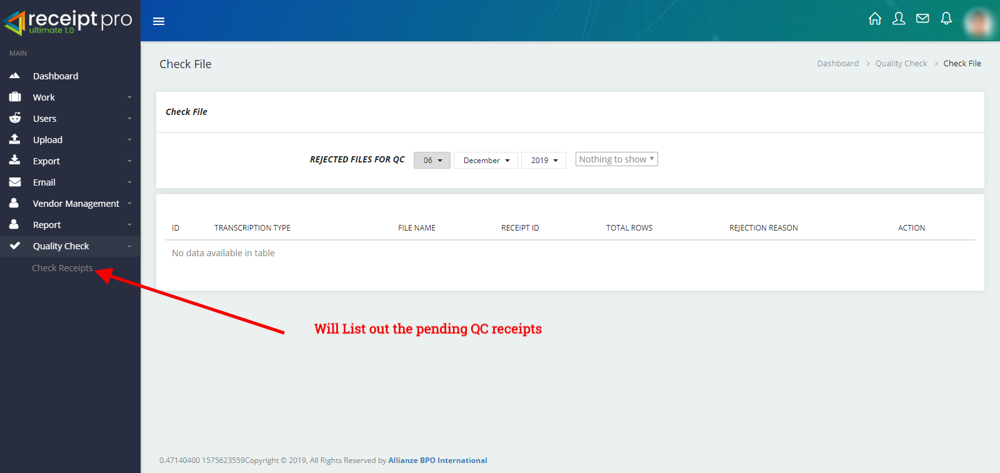 receipt pro
ultimate 1.0
MAIN
Dashboard
Work
Users
Upload
Export
Email
Vendor Management
Report
Quality Check
Check Receipts
Check File
Dashboard > Quality Check > Check File
Check File
REJECTED FILES FOR QC 06 December 2019 Nothing to show
ID TRANSCRIPTION TYPE FILE NAME RECEIPT ID TOTAL ROWS REJECTION REASON ACTION
No data available in table
Will List out the pending QC receipts
0.47140400 1575623559Copyright © 2019, All Rights Reserved by Allianze BPO International